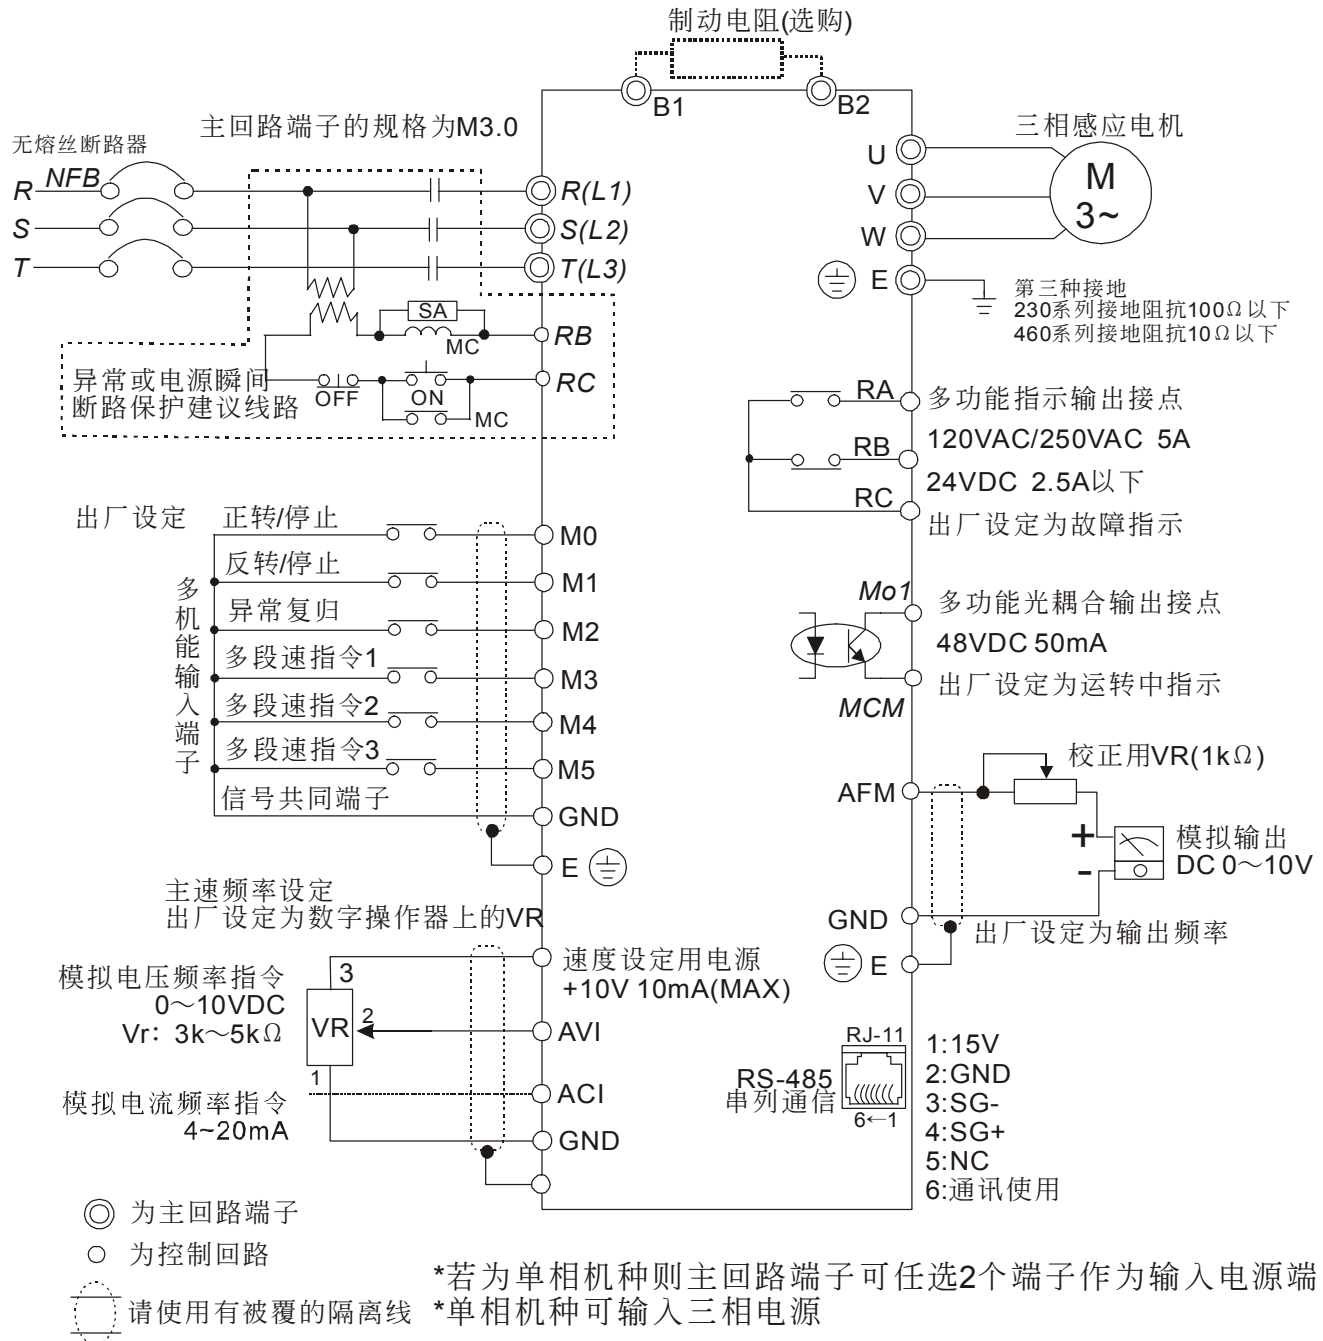 制动电阻(选购)
B1
B2
主回路端子的规格为M3.0
无熔丝断路器
NFB
R
S
T
R(L1)
S(L2)
T(L3)
SA
MC
RB
RC
OFF
ON
MC
异常或电源瞬间
断路保护建议线路
三相感应电机
U
V
W
M
3~
E
第三种接地
230系列接地阻抗100Ω以下
460系列接地阻抗10Ω以下
RA
RB
RC
多功能指示输出接点
120VAC/250VAC 5A
24VDC 2.5A以下
出厂设定为故障指示
出厂设定
多机能输入端子
正转/停止
反转/停止
异常复归
多段速指令1
多段速指令2
多段速指令3
信号共同端子
M0
M1
M2
M3
M4
M5
GND
E
Mo1
MCM
多功能光耦合输出接点
48VDC 50mA
出厂设定为运转中指示
AFM
校正用VR(1kΩ)
+
-
模拟输出
DC 0～10V
GND
出厂设定为输出频率
E
主速频率设定
出厂设定为数字操作器上的VR
模拟电压频率指令
0～10VDC
Vr: 3k～5kΩ
3
VR
2
1
模拟电流频率指令
4~20mA
速度设定用电源
+10V 10mA(MAX)
AVI
ACI
GND
RJ-11
RS-485
串列通信
6←1
1:15V
2:GND
3:SG-
4:SG+
5:NC
6:通讯使用
为主回路端子
为控制回路
请使用有被覆的隔离线
*若为单相机种则主回路端子可任选2个端子作为输入电源端
*单相机种可输入三相电源